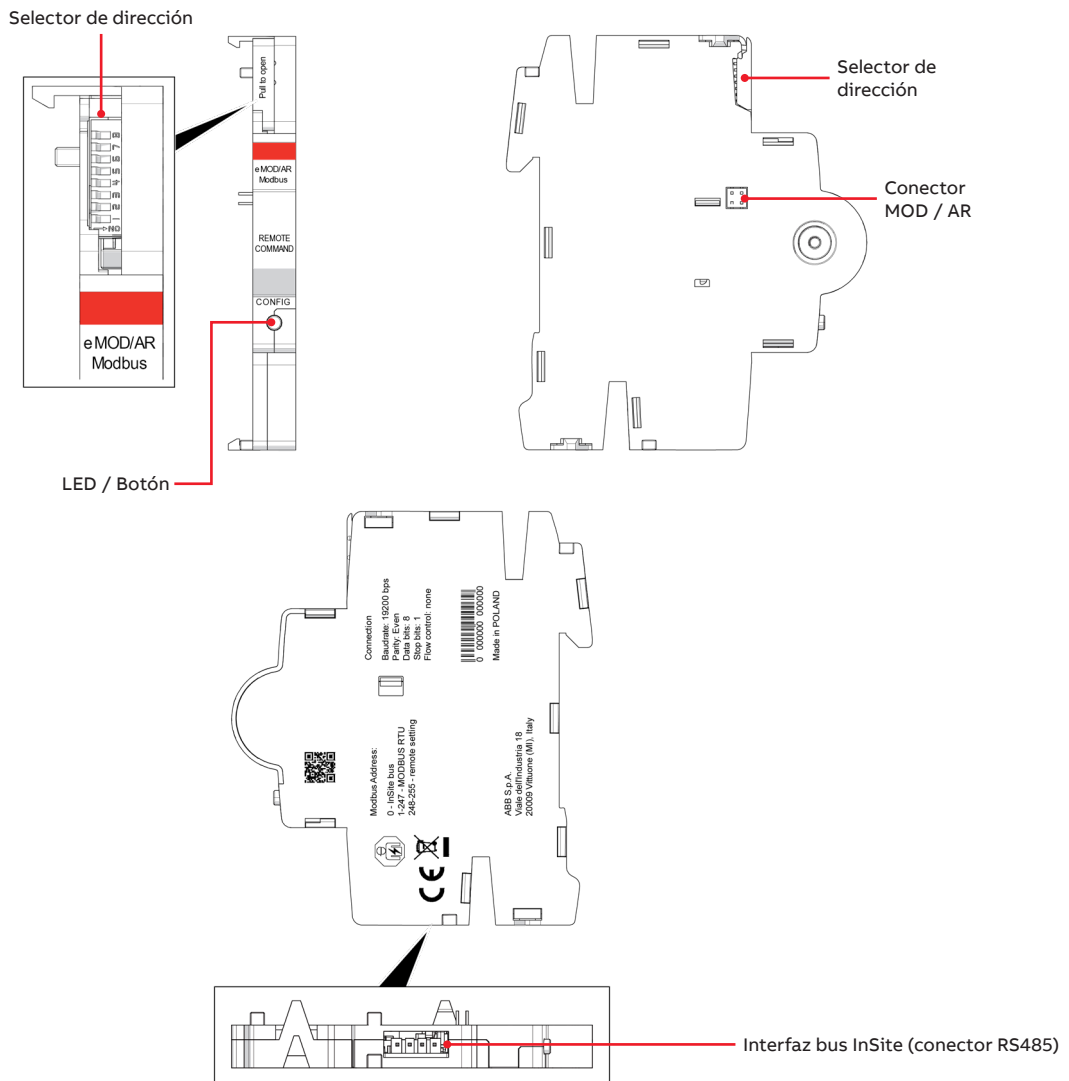 Selector de dirección
Pull to open
8
7
6
5
4
3
2
1
NO
e MOD/AR
Modbus
REMOTE
COMMAND
CONFIG
e MOD/AR
Modbus
LED / Botón
Selector de
dirección
Conector
MOD / AR
Connection
Baudrate: 19200 bps
Parity: Even
Data bits: 8
Stop bits: 1
Flow control: none
0 000000 000000
Made in POLAND
Modbus Address:
0 - InSite bus
1-247 - MODBUS RTU
248-255 - remote setting
ABB S.p.A.
Viale dell'Industria 18
20009 Vittuone (MI), Italy
CE
Interfaz bus InSite (conector RS485)